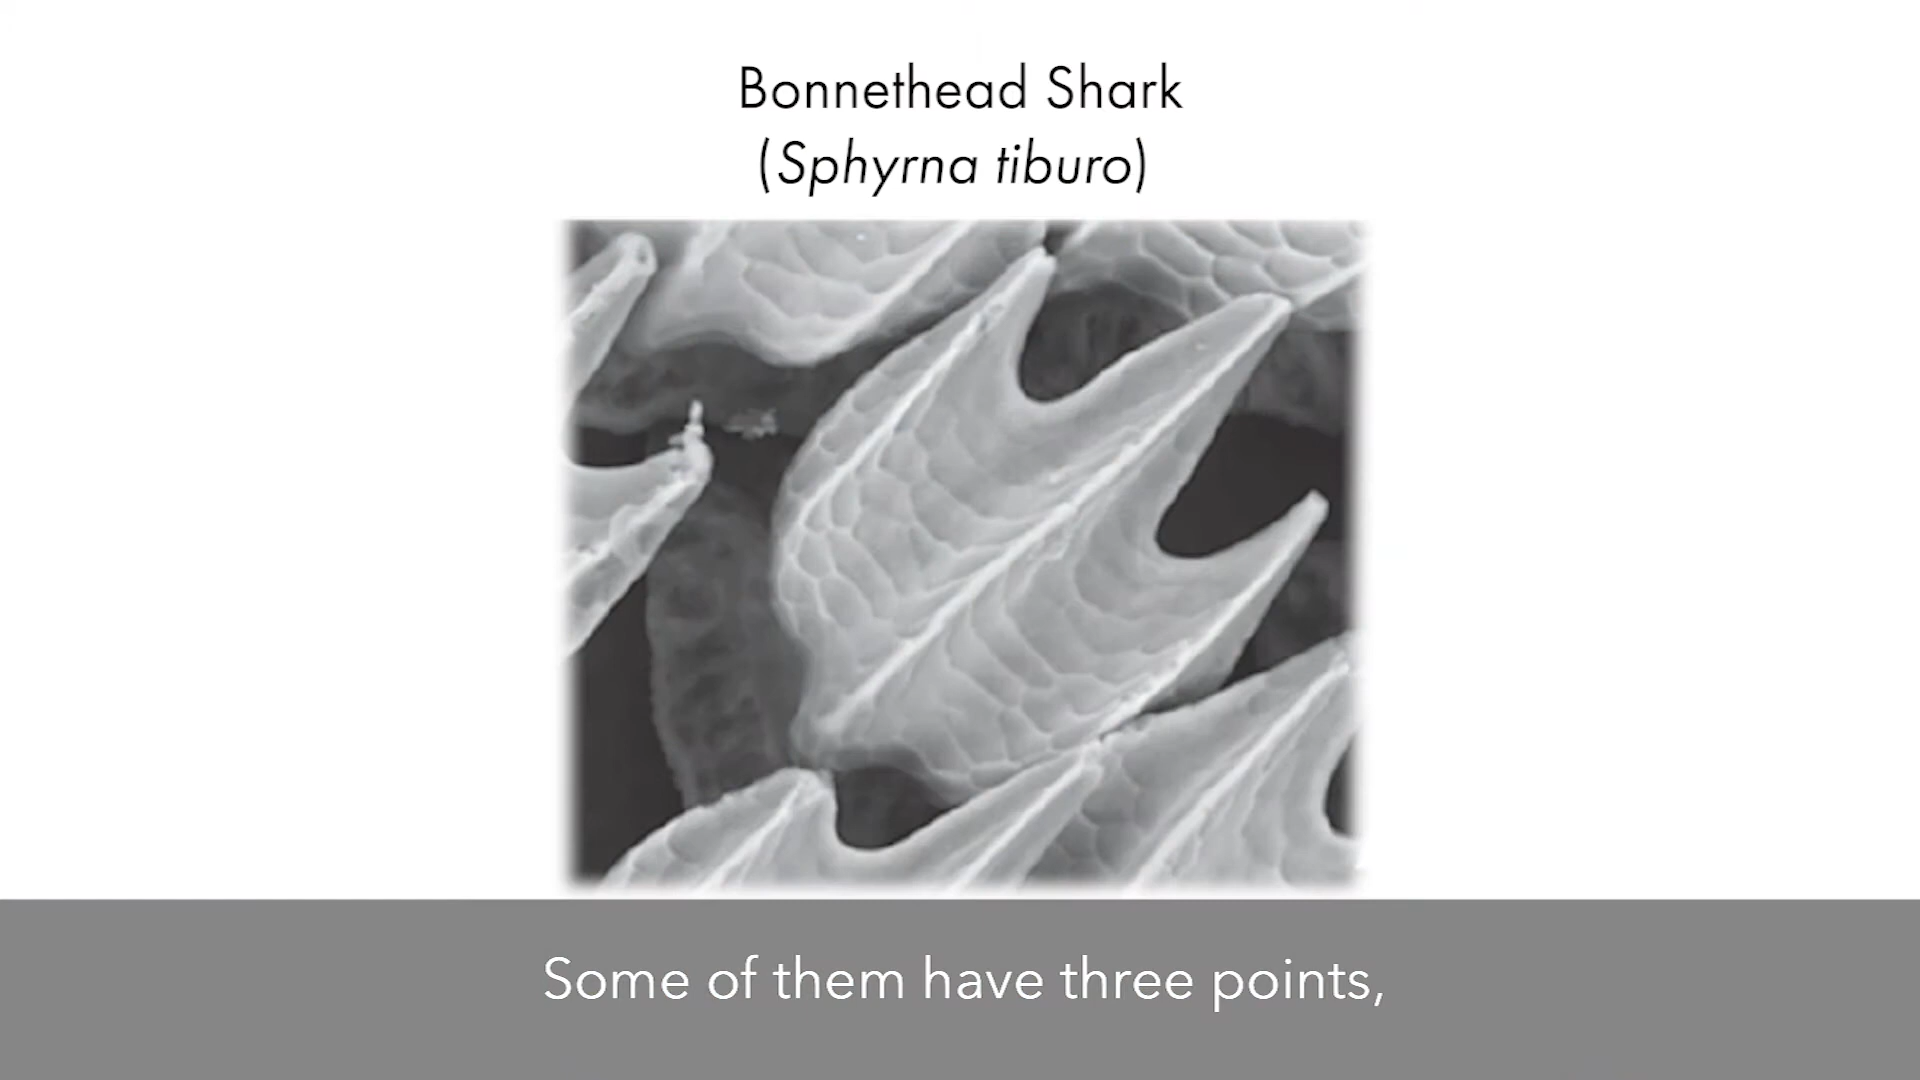 Bonnethead Shark
(Sphyrna tiburo)
Some of them have three points,